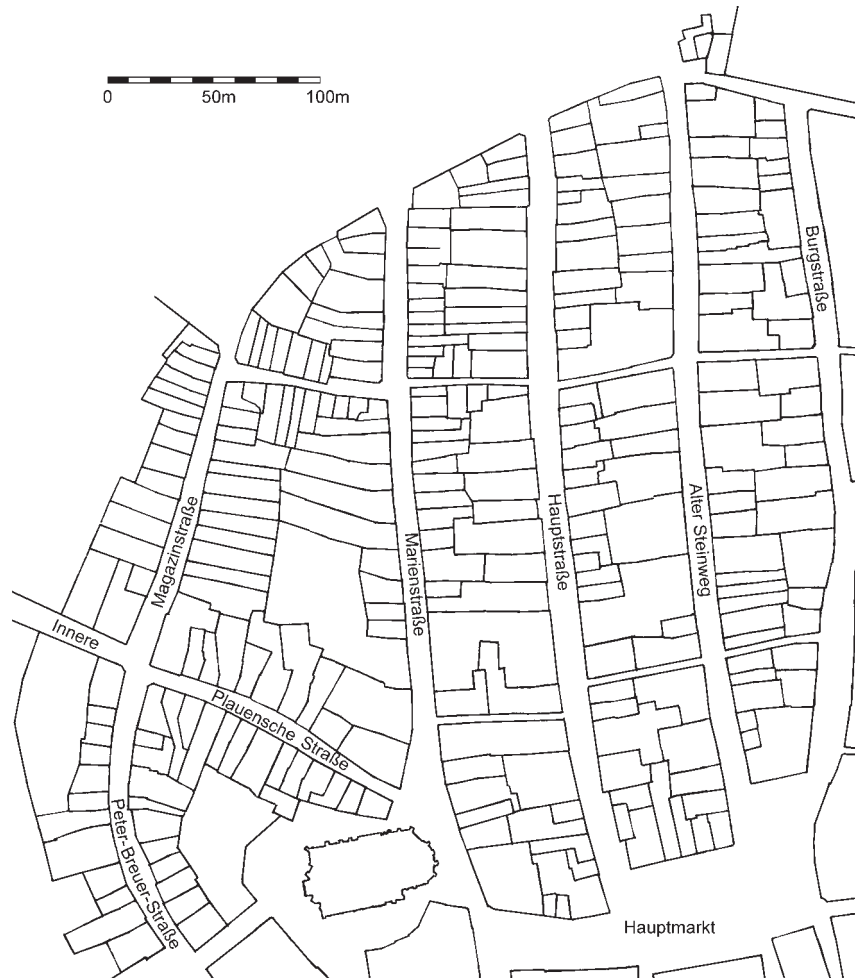 0 50m 100m
Burgstraße
Magazinstraße
Marienstraße
Hauptstraße
Alter Steinweg
Innere Plauensche Straße
Peter-Breuer-Straße
Hauptmarkt